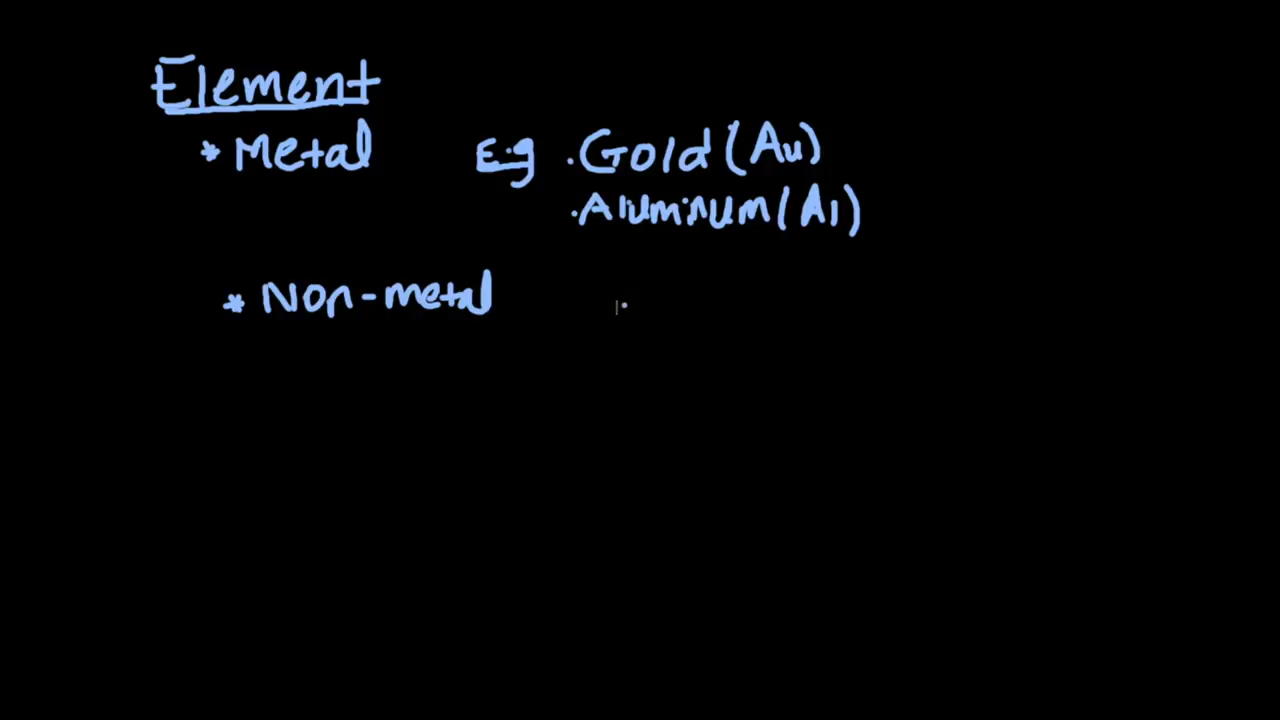 Element
* Metal E.g .Gold (Au)
.Aluminum (Al)
* Non-metal .